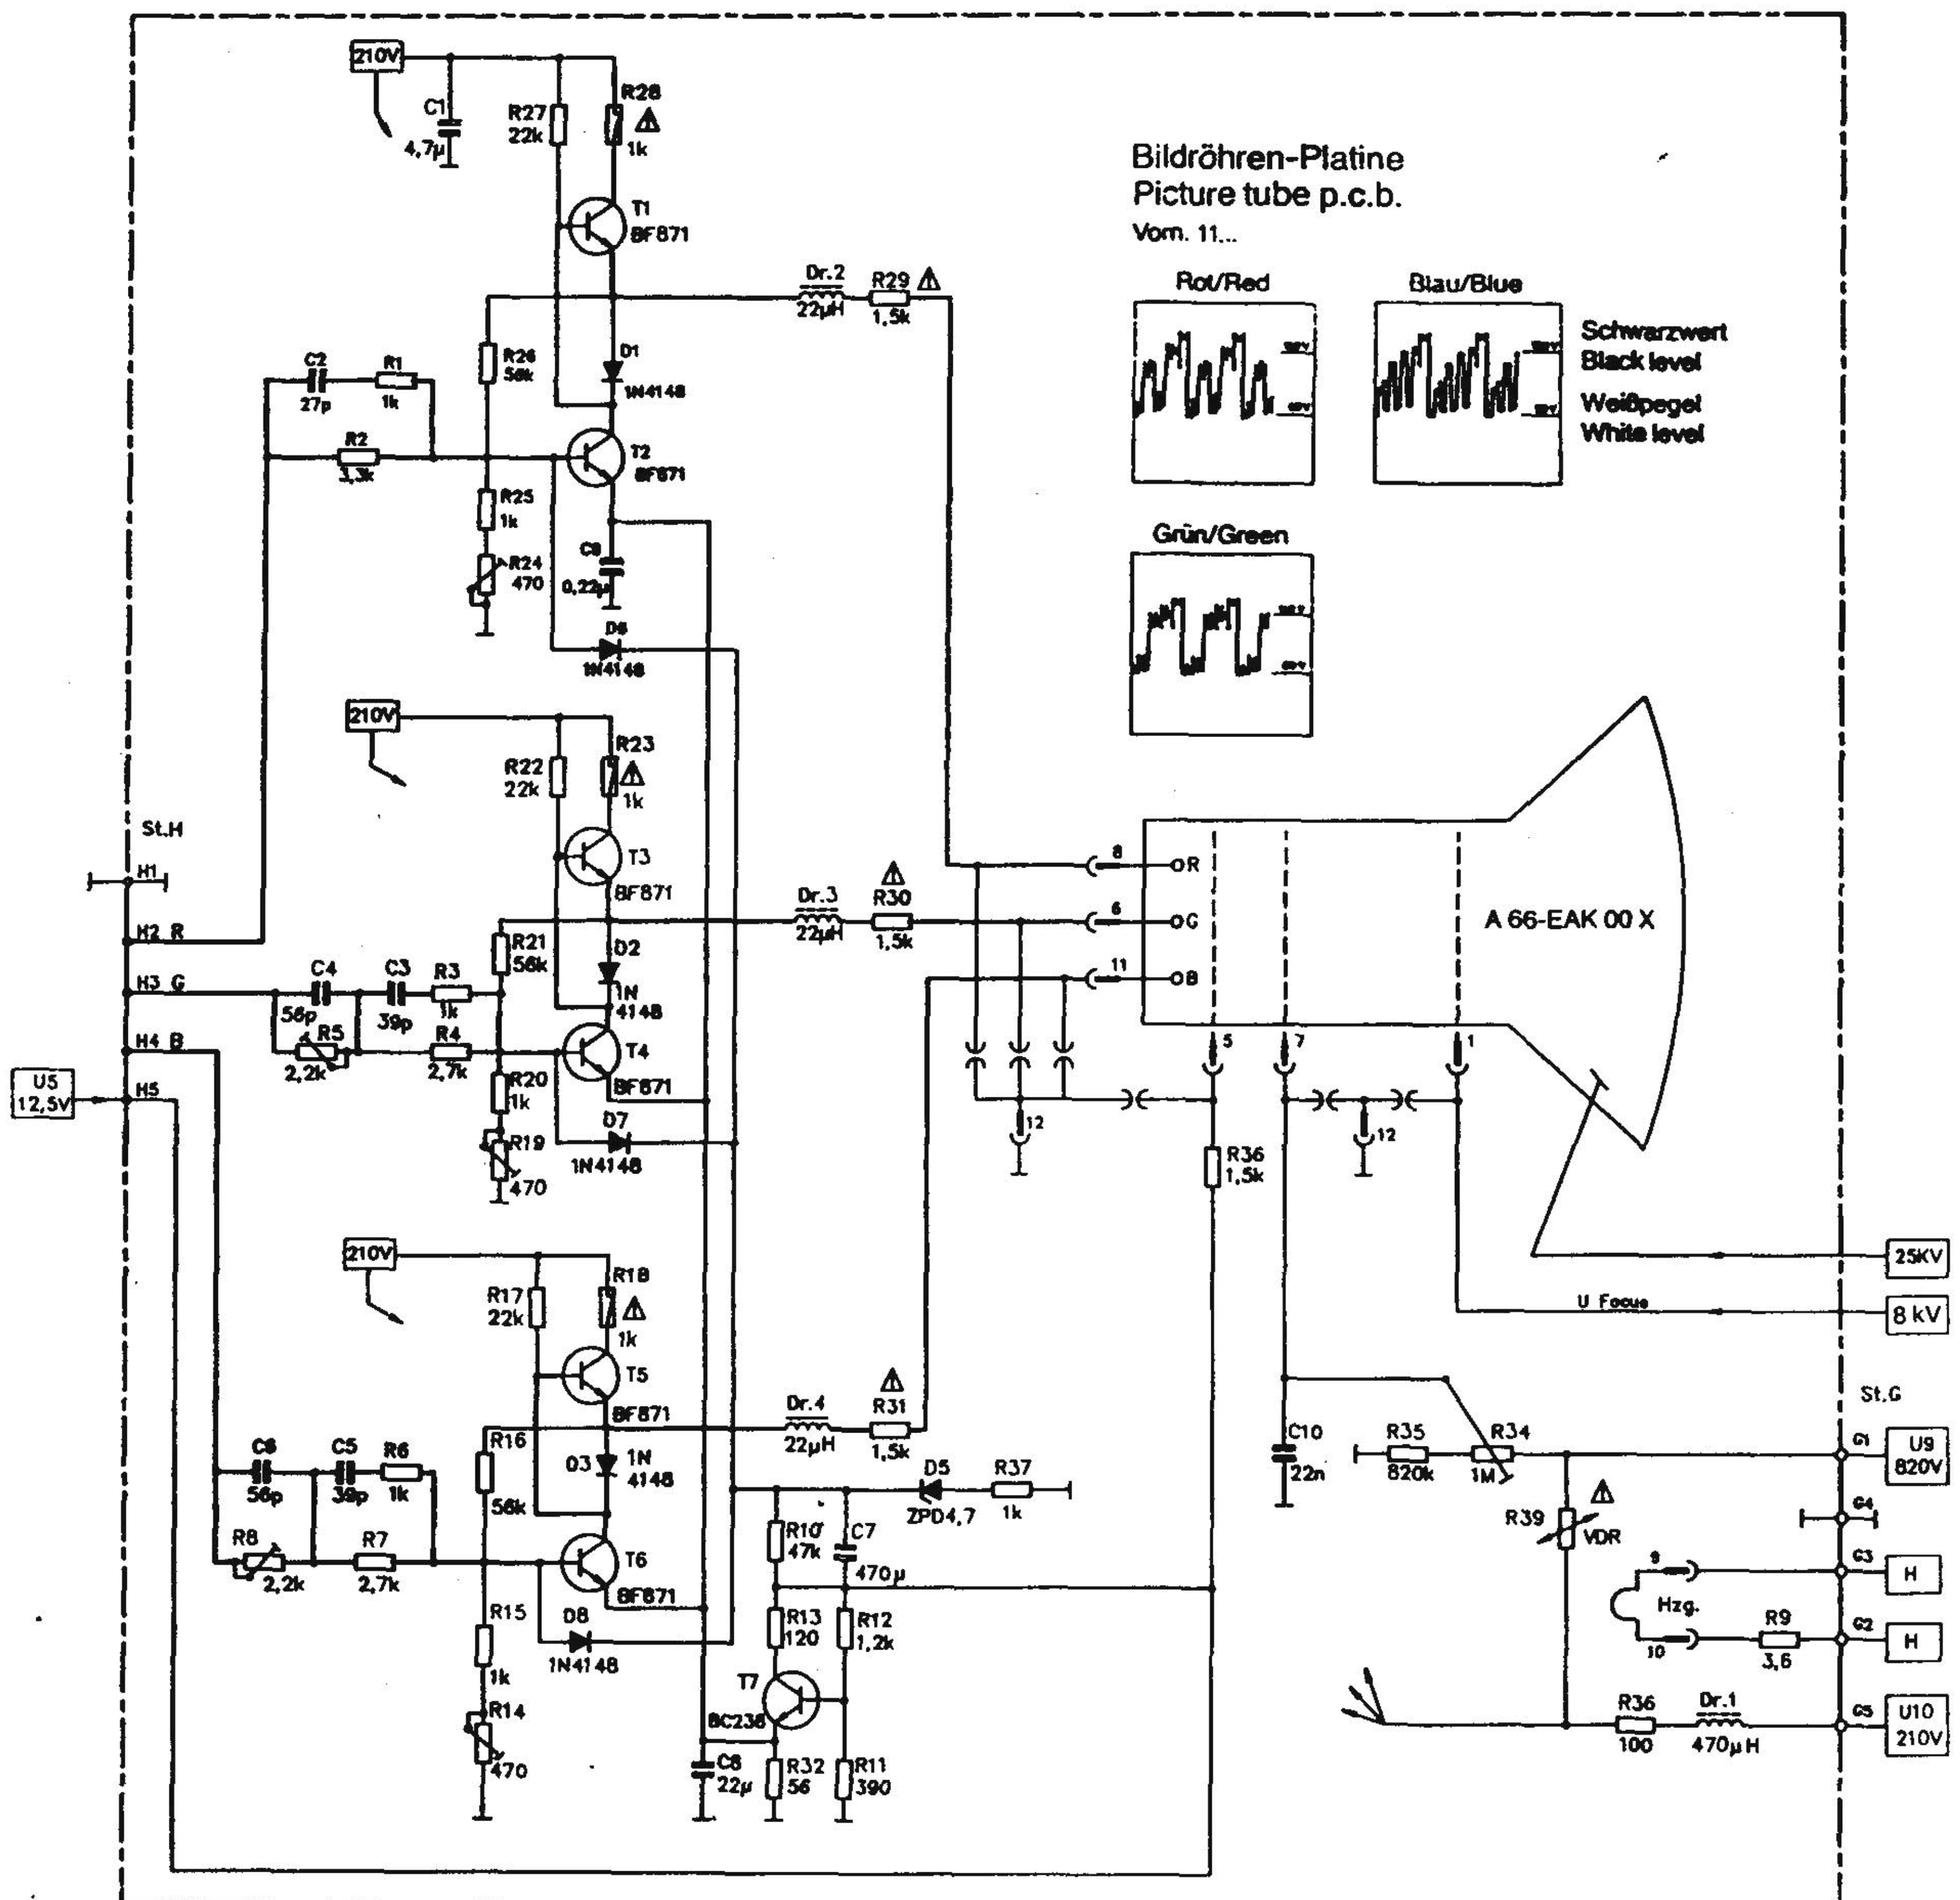 210V
C1
4,7µ
R27
22k
R28
1k
T1
BF871
Bildröhren-Platine
Picture tube p.c.b.
Vom. 11...
Rot/Red
Blau/Blue
Schwarzwert
Black level
Weißpegel
White level
Dr.2
22µH
R29
1,5k
R26
56k
D1
1N4148
C2
27p
R1
1k
R2
3,3k
T2
BF871
R25
1k
R24
470
C9
0,22µ
D6
1N4148
Grün/Green
210V
R22
22k
R23
1k
T3
BF871
St.H
H1
H2 R
H3 G
H4 B
H5
U5
12,5V
Dr.3
22µH
R30
1,5k
R21
56k
D2
1N
4148
C4
56p
C3
39p
R3
1k
R5
2,2k
R4
2,7k
T4
BF871
R20
1k
D7
1N4148
R19
470
8
R
6
G
11
B
A 66-EAK 00 X
5
7
1
12
12
R36
1,5k
25KV
U Focus
8 kV
210V
R17
22k
R18
1k
T5
BF871
Dr.4
22µH
R31
1,5k
R16
56k
D3
1N
4148
C6
56p
C5
39p
R6
1k
R8
2,2k
R7
2,7k
T6
BF871
D8
1N4148
R15
1k
R14
470
D5
ZPD4,7
R37
1k
R10
47k
C7
470µ
R13
120
R12
1,2k
T7
BC238
C8
22µ
R32
56
R11
390
C10
22n
R35
820k
R34
1M
St.G
G1
U9
820V
R39
VDR
G4
9
G3
H
Hzg.
10
R9
3,6
G2
H
R36
100
Dr.1
470µH
G5
U10
210V